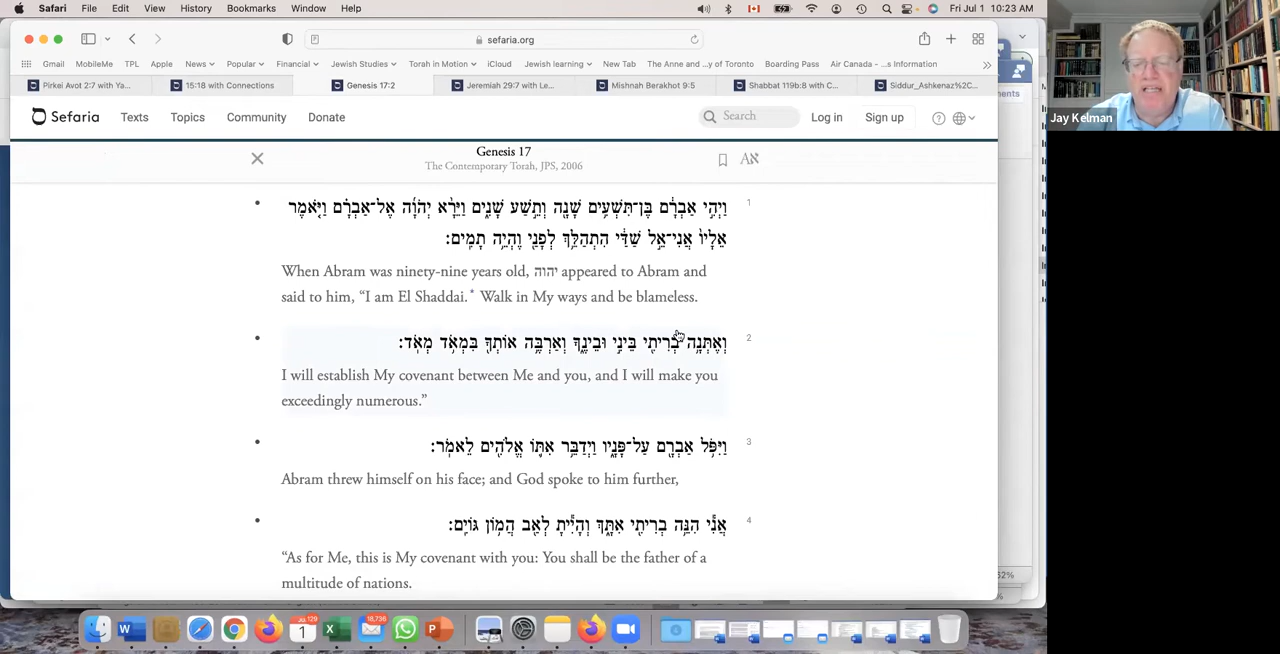 Safari File Edit View History Bookmarks Window Help Fri Jul 1 10:23 AM
sefaria.org
Gmail MobileMe TPL Apple News Popular Financial Jewish Studies Torah in Motion iCloud Jewish learning New Tab The Anne and ...y of Toronto Boarding Pass Air Canada - ...s Information
Pirkei Avot 2:7 with Ya... 15:18 with Connections Genesis 17:2 Jeremiah 29:7 with Le... Mishnah Berakhot 9:5 Shabbat 119b:8 with C... Siddur_Ashkenaz%2C...
Sefaria Texts Topics Community Donate Search Log in Sign up
Jay Kelman
Genesis 17
The Contemporary Torah, JPS, 2006
1
וַיְהִ֣י אַבְרָ֔ם בֶּן־תִּשְׁעִ֥ים שָׁנָ֖ה וְתֵ֣שַׁע שָׁנִ֑ים וַיֵּרָ֨א יְהֹוָ֜ה אֶל־אַבְרָ֗ם וַיֹּ֤אמֶר
אֵלָיו֙ אֲנִי־אֵ֣ל שַׁדַּ֔י הִתְהַלֵּ֥ךְ לְפָנַ֖י וֶהְיֵ֥ה תָמִֽים׃
When Abram was ninety-nine years old, יהוה appeared to Abram and
said to him, “I am El Shaddai.* Walk in My ways and be blameless.
2
וְאֶתְּנָ֥ה בְרִיתִ֖י בֵּינִ֣י וּבֵינֶ֑ךָ וְאַרְבֶּ֥ה אוֹתְךָ֖ בִּמְאֹ֥ד מְאֹֽד׃
I will establish My covenant between Me and you, and I will make you
exceedingly numerous.”
3
וַיִּפֹּ֥ל אַבְרָ֖ם עַל־פָּנָ֑יו וַיְדַבֵּ֥ר אִתּ֛וֹ אֱלֹהִ֖ים לֵאמֹֽר׃
Abram threw himself on his face; and God spoke to him further,
4
אֲנִ֕י הִנֵּ֥ה בְרִיתִ֖י אִתָּ֑ךְ וְהָיִ֕יתָ לְאַ֖ב הֲמ֥וֹן גּוֹיִֽם׃
“As for Me, this is My covenant with you: You shall be the father of a
multitude of nations.